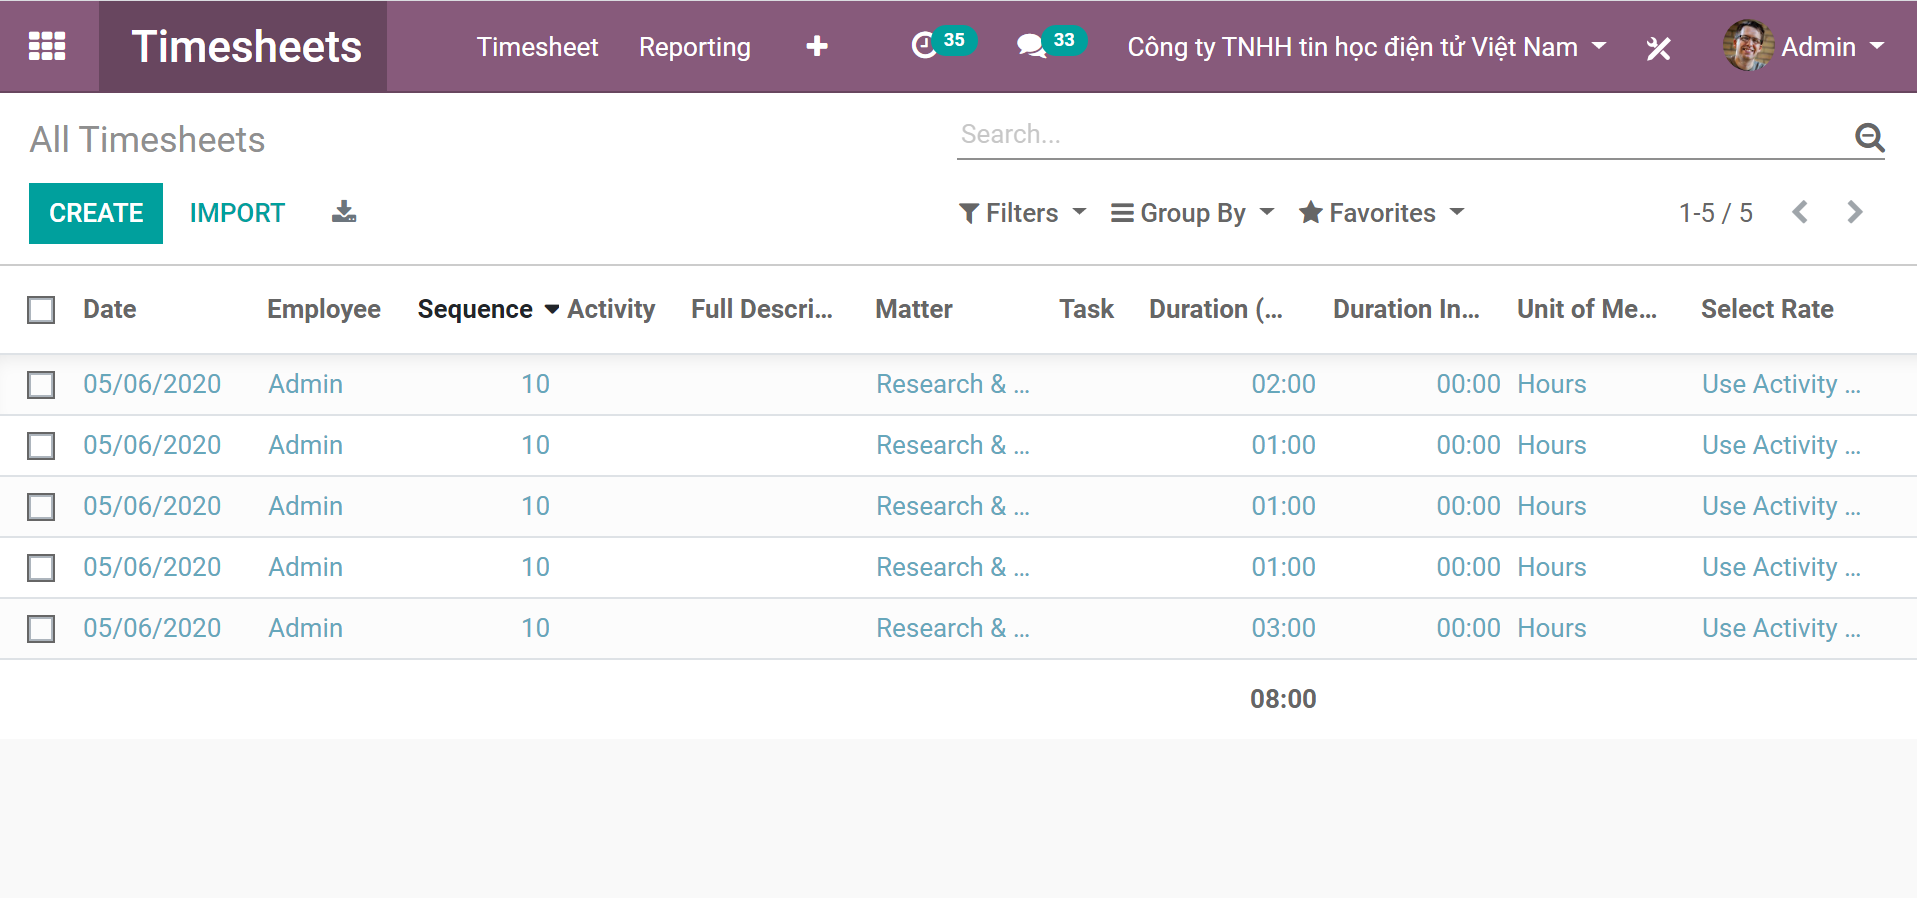 Timesheets Timesheet Reporting 35 33 Công ty TNHH tin học điện tử Việt Nam Admin
All Timesheets Search...
CREATE IMPORT Filters Group By Favorites 1-5 / 5
Date Employee Sequence Activity Full Descri... Matter Task Duration (... Duration In... Unit of Me... Select Rate
05/06/2020 Admin 10 Research & ... 02:00 00:00 Hours Use Activity ...
05/06/2020 Admin 10 Research & ... 01:00 00:00 Hours Use Activity ...
05/06/2020 Admin 10 Research & ... 01:00 00:00 Hours Use Activity ...
05/06/2020 Admin 10 Research & ... 01:00 00:00 Hours Use Activity ...
05/06/2020 Admin 10 Research & ... 03:00 00:00 Hours Use Activity ...
08:00